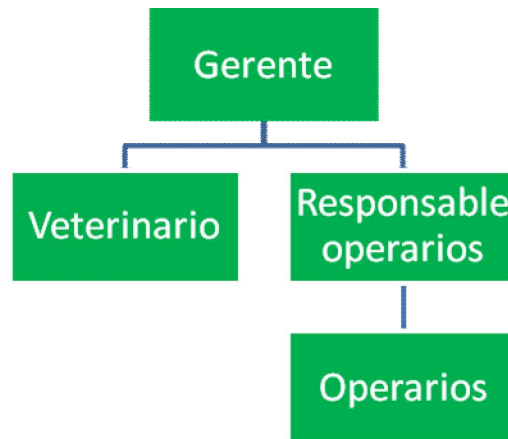 Gerente
Veterinario
Responsable
operarios
Operarios